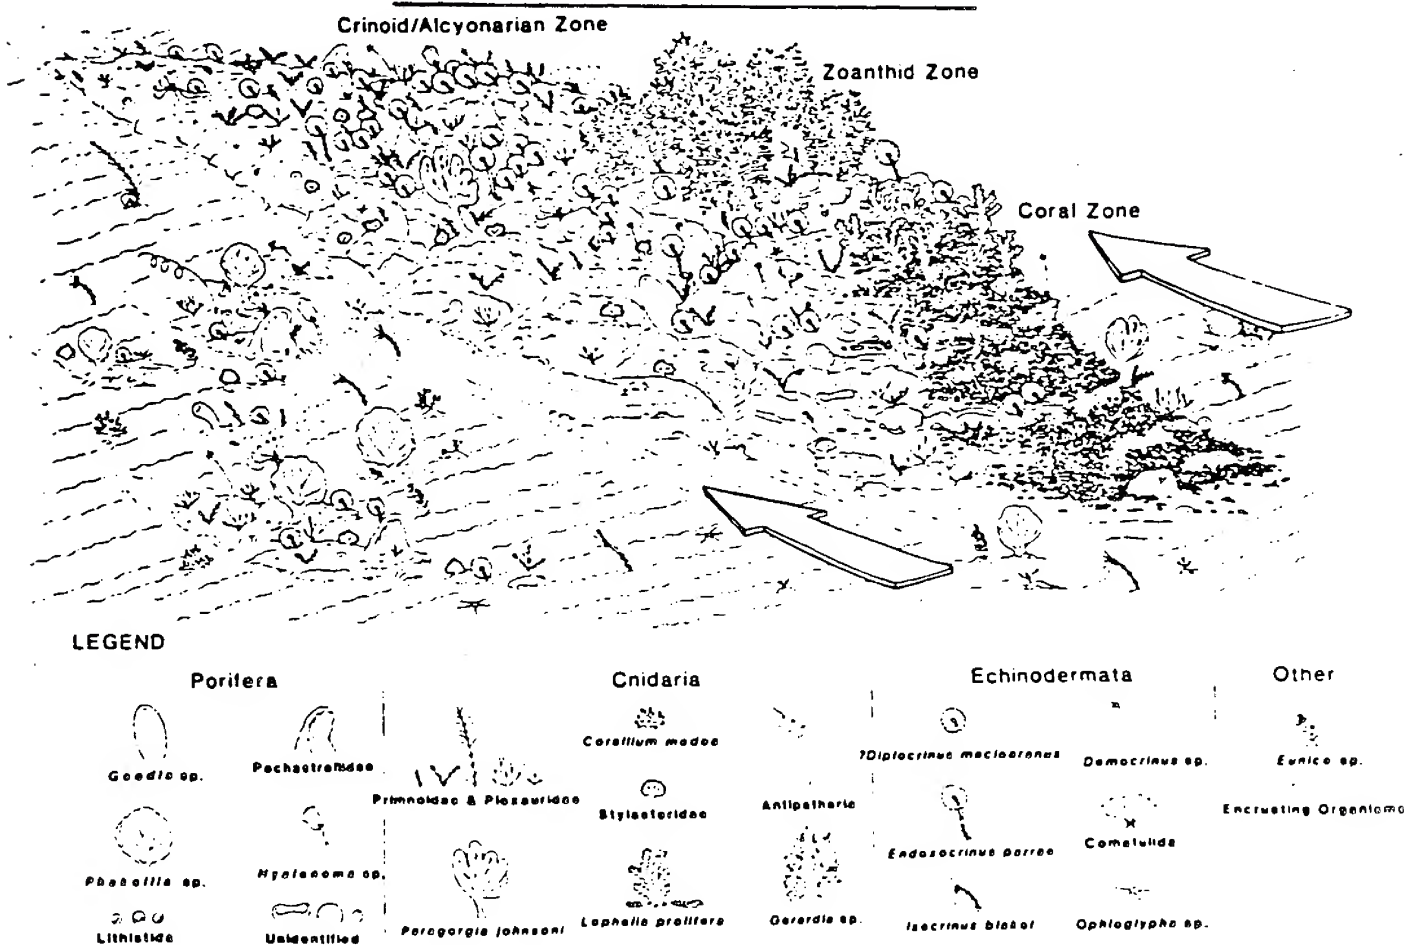 Crinoid/Alcyonarian Zone
Zoanthid Zone
Coral Zone
LEGEND
Porifera
Cnidaria
Echinodermata
Other
Geodia sp.
Pachastrellidae
Primnoidae & Plexauridae
Corallium medea
?Diplocrinus maclearanus
Democrinus sp.
Eunice sp.
Phakellia sp.
Hyalonema sp.
Stylasteridae
Antipatharia
Endoxocrinus parrae
Comatulida
Encrusting Organisms
Lithistida
Unidentified
Paragorgia johnsoni
Lophelia prolifera
Gerardia sp.
Isocrinus blakei
Ophioglypha sp.